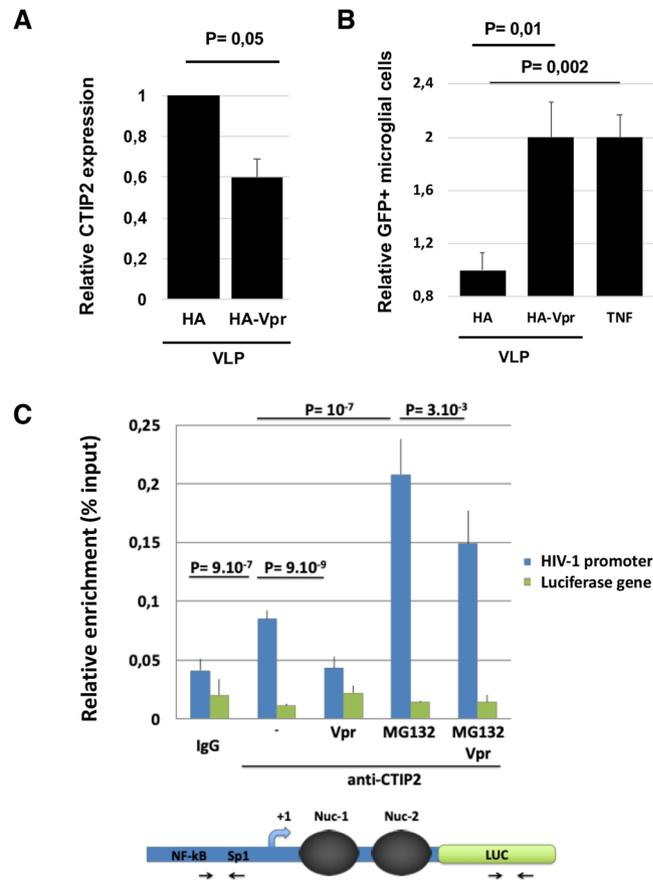 A
P= 0,05
Relative CTIP2 expression
1
0,8
0,6
0,4
0,2
0
HA
HA-Vpr
VLP
B
P= 0,01
P= 0,002
Relative GFP+ microglial cells
2,4
2
1,6
1,2
0,8
HA
HA-Vpr
TNF
VLP
C
P= 10-7
P= 3.10-3
Relative enrichment (% input)
0,25
0,2
0,15
0,1
0,05
0
P= 9.10-7
P= 9.10-9
HIV-1 promoter
Luciferase gene
IgG
-
Vpr
MG132
MG132
Vpr
anti-CTIP2
+1
Nuc-1
Nuc-2
NF-kB
Sp1
LUC